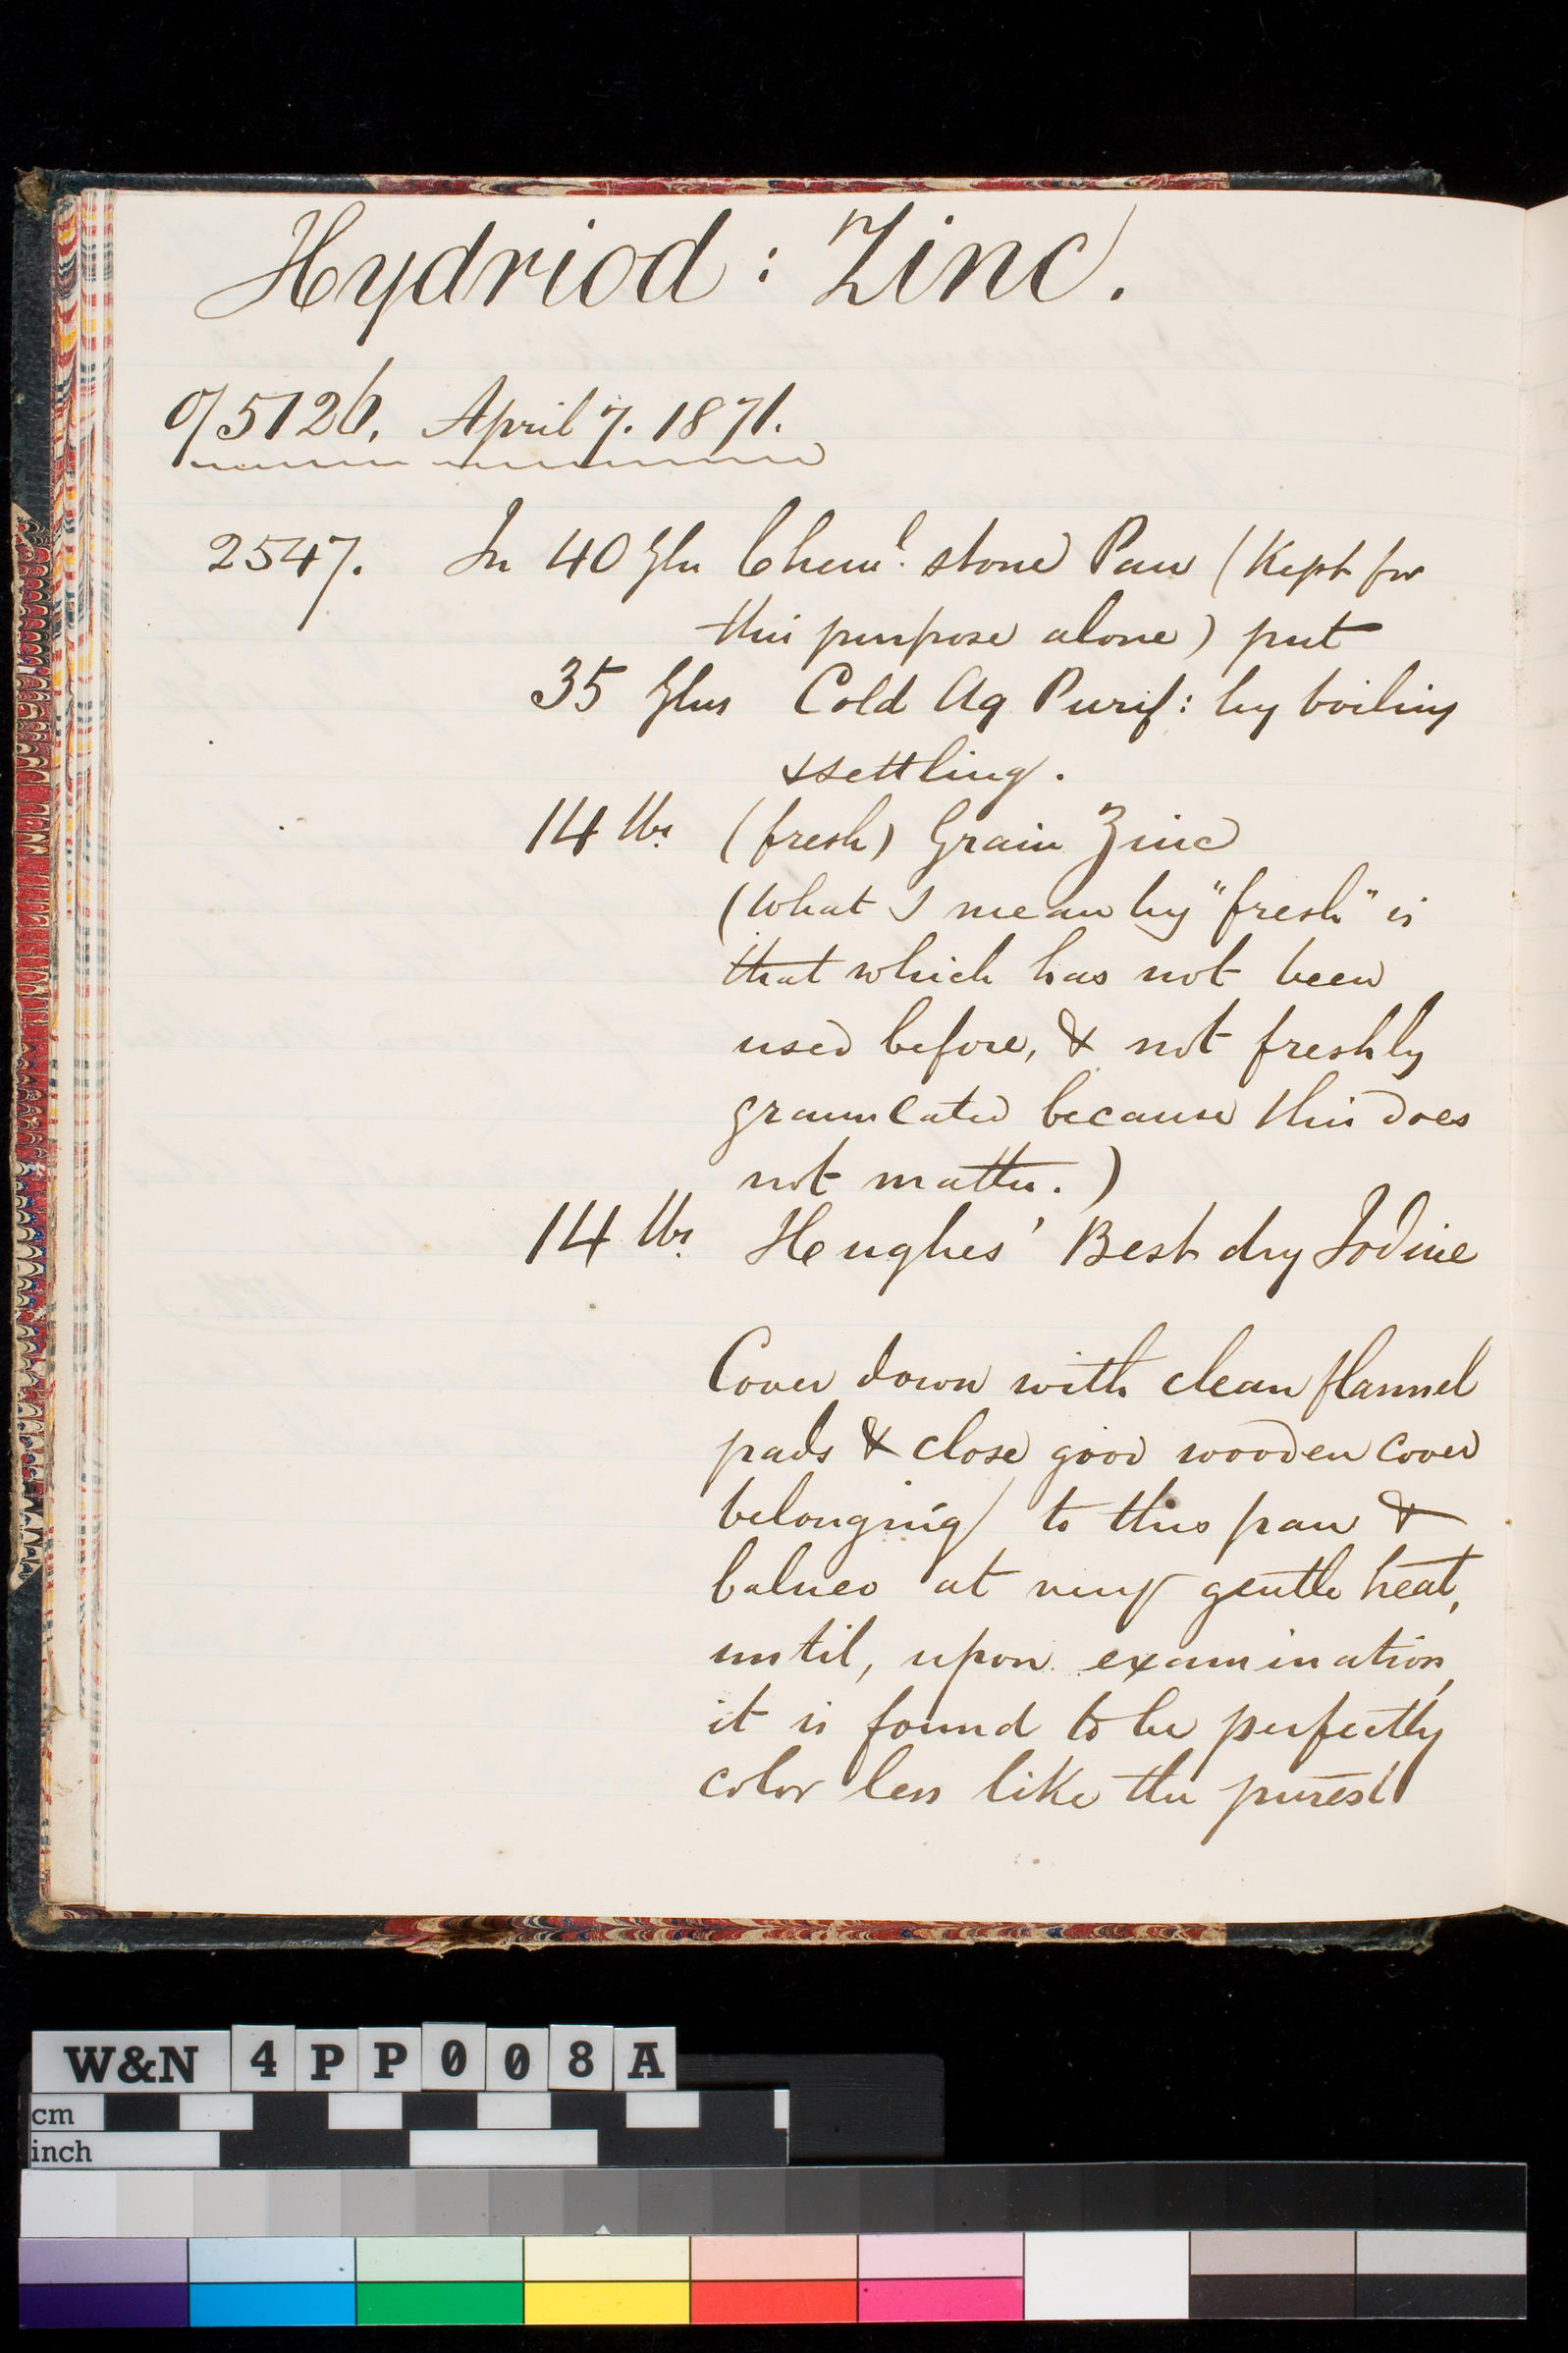 Hydriod : Zinc.
O/5126. April 7. 1871.
2547. In 40 Gln Cheml. stone Pan (Kept for
this purpose alone) put
35 Glns Cold Aq Purif: by boiling
& settling.
14 lbs. (fresh) Grain Zinc
(What I mean by "fresh" is
that which has not been
used before, & not freshly
granulated because this does
not matter.)
14 lbs. Hughes' Best dry Iodine
Cover down with clean flannel
pads & close good wooden cover
belonging to this pan &
balneo at very gentle heat,
until, upon examination,
it is found to be perfectly
color less like the purest
W&N 4PP008A
cm
inch